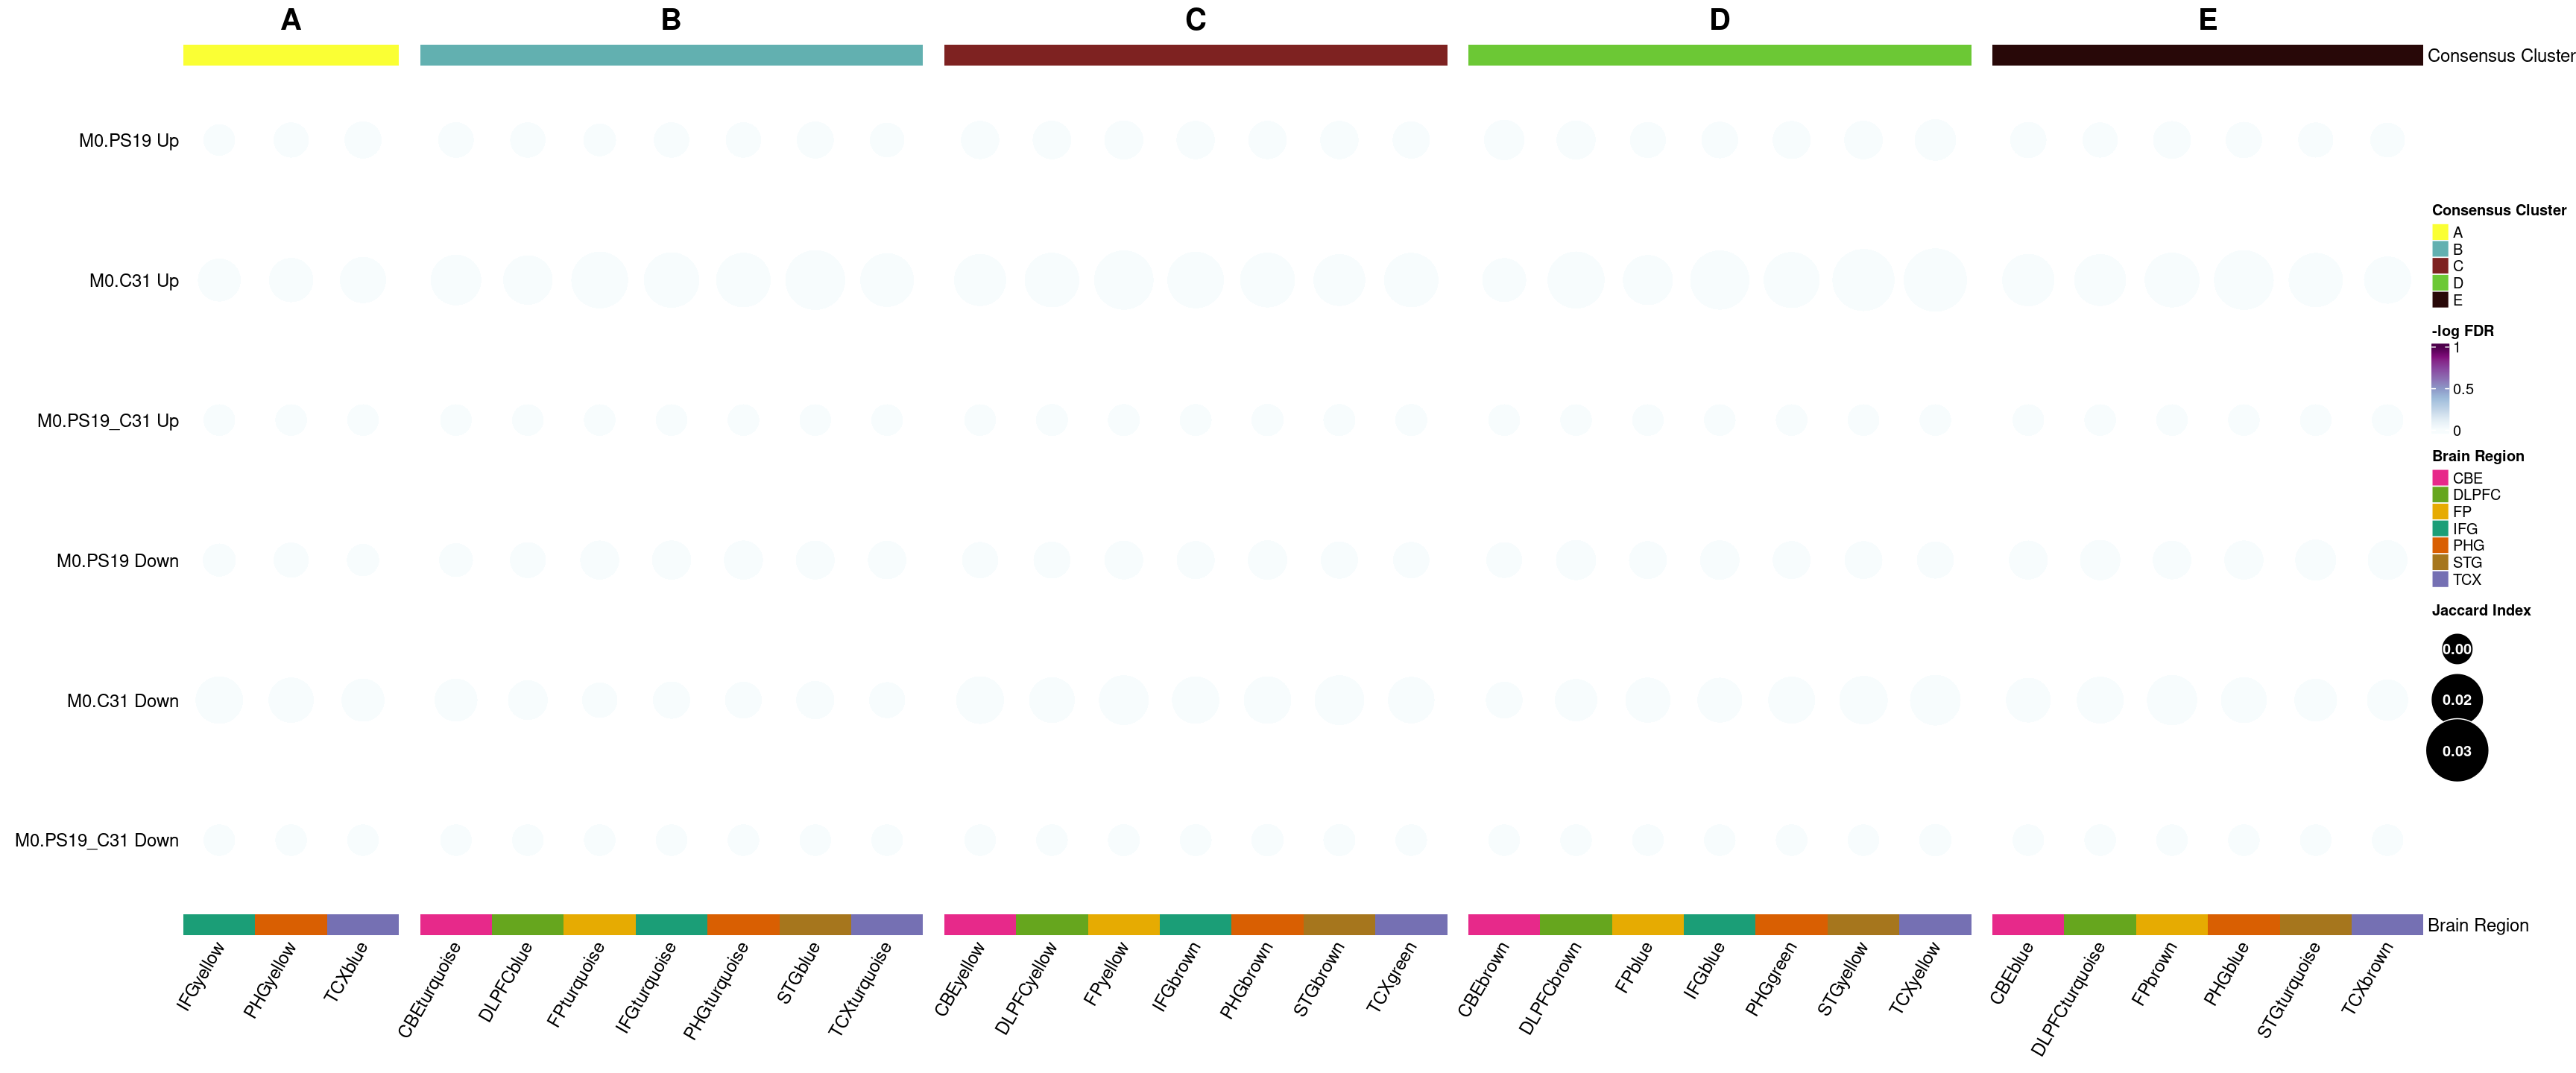 A B C D E
Consensus Cluster
M0.PS19 Up
M0.C31 Up
M0.PS19_C31 Up
M0.PS19 Down
M0.C31 Down
M0.PS19_C31 Down
Consensus Cluster
A
B
C
D
E
-log FDR
1
0.5
0
Brain Region
CBE
DLPFC
FP
IFG
PHG
STG
TCX
Jaccard Index
0.00
0.02
0.03
Brain Region
IFGyellow
PHGyellow
TCXblue
CBEturquoise
DLPFCblue
FPturquoise
IFGturquoise
PHGturquoise
STGblue
TCXturquoise
CBEyellow
DLPFCyellow
FPyellow
IFGbrown
PHGbrown
STGbrown
TCXgreen
CBEbrown
DLPFCbrown
FPblue
IFGblue
PHGgreen
STGyellow
TCXyellow
CBEblue
DLPFCturquoise
FPbrown
PHGblue
STGturquoise
TCXbrown